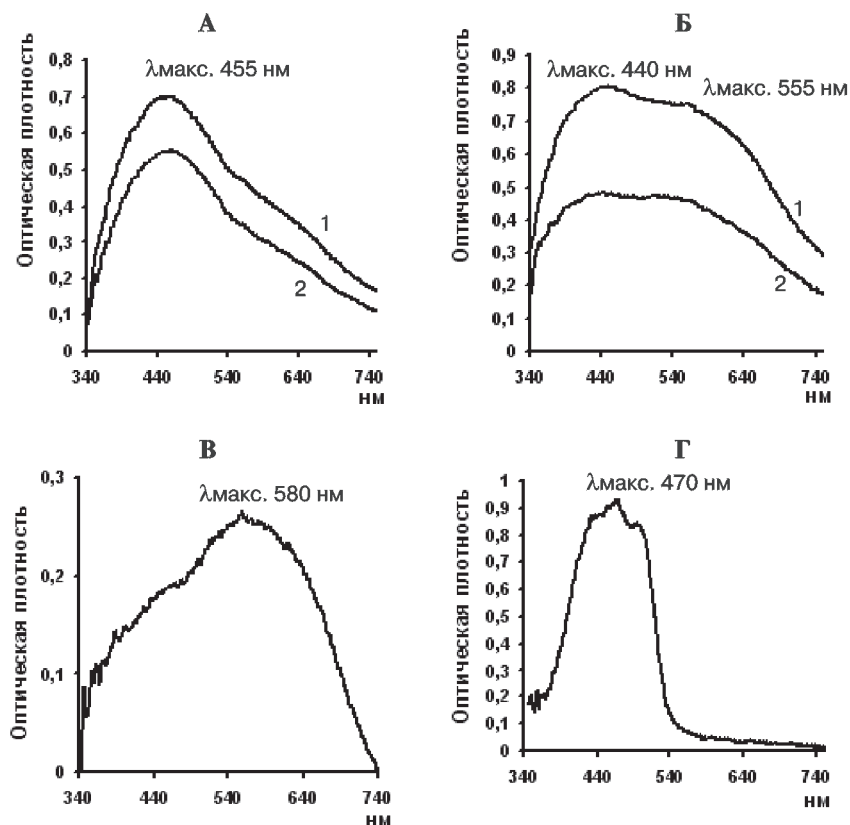 А
Оптическая плотность
0,8
0,7
0,6
0,5
0,4
0,3
0,2
0,1
0
λмакс. 455 нм
1
2
340 440 540 640 740
нм
Б
Оптическая плотность
0,9
0,8
0,7
0,6
0,5
0,4
0,3
0,2
0,1
0
λмакс. 440 нм
λмакс. 555 нм
1
2
340 440 540 640 740
нм
В
Оптическая плотность
0,3
0,2
0,1
0
λмакс. 580 нм
340 440 540 640 740
нм
Г
Оптическая плотность
1
0,9
0,8
0,7
0,6
0,5
0,4
0,3
0,2
0,1
0
λмакс. 470 нм
340 440 540 640 740
нм